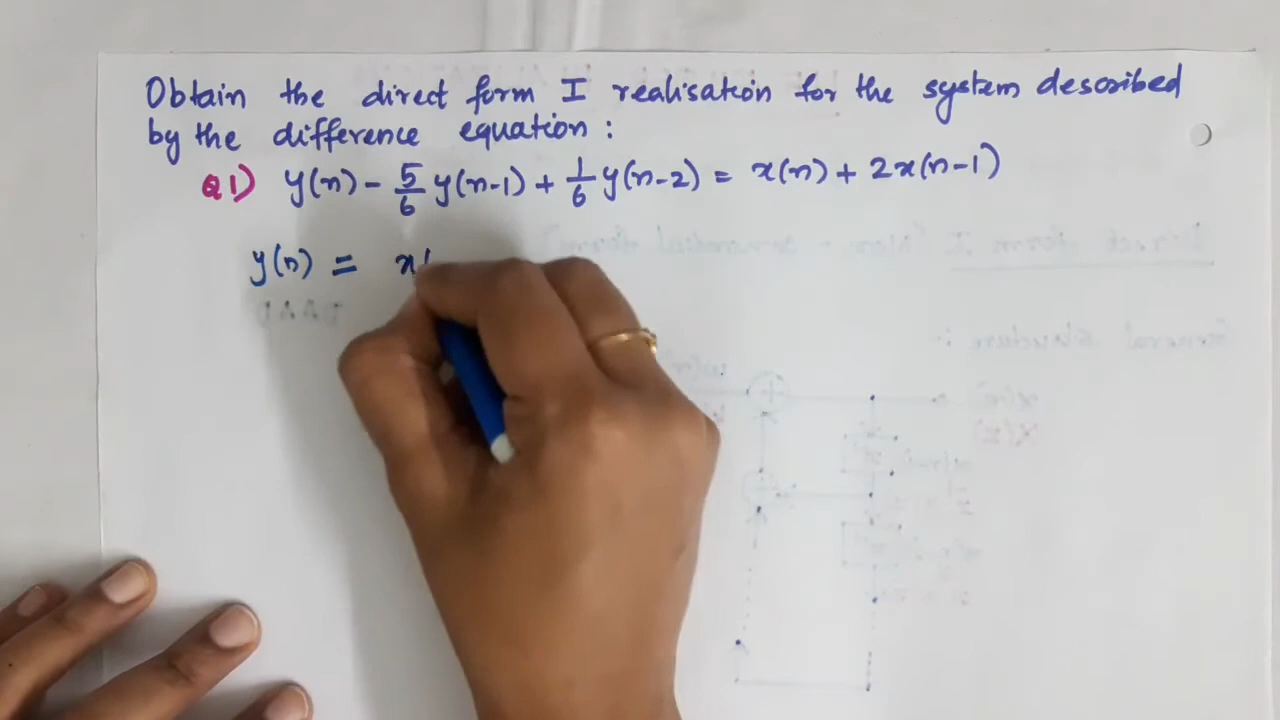 Obtain the direct form I realisation for the system described
by the difference equation :
Q1) y(n) - 5/6 y(n-1) + 1/6 y(n-2) = x(n) + 2x(n-1)
y(n) = x(